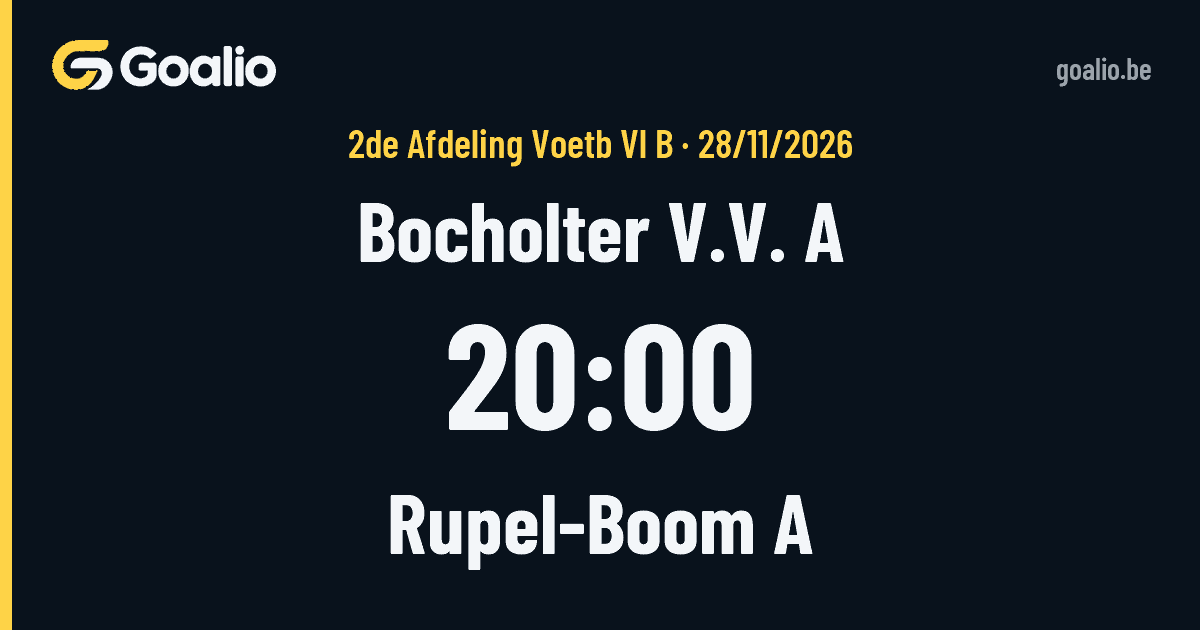 Goalio
goalio.be
2de Afdeling Voetb Vl B · 28/11/2026
Bocholter V.V. A
20:00
Rupel-Boom A